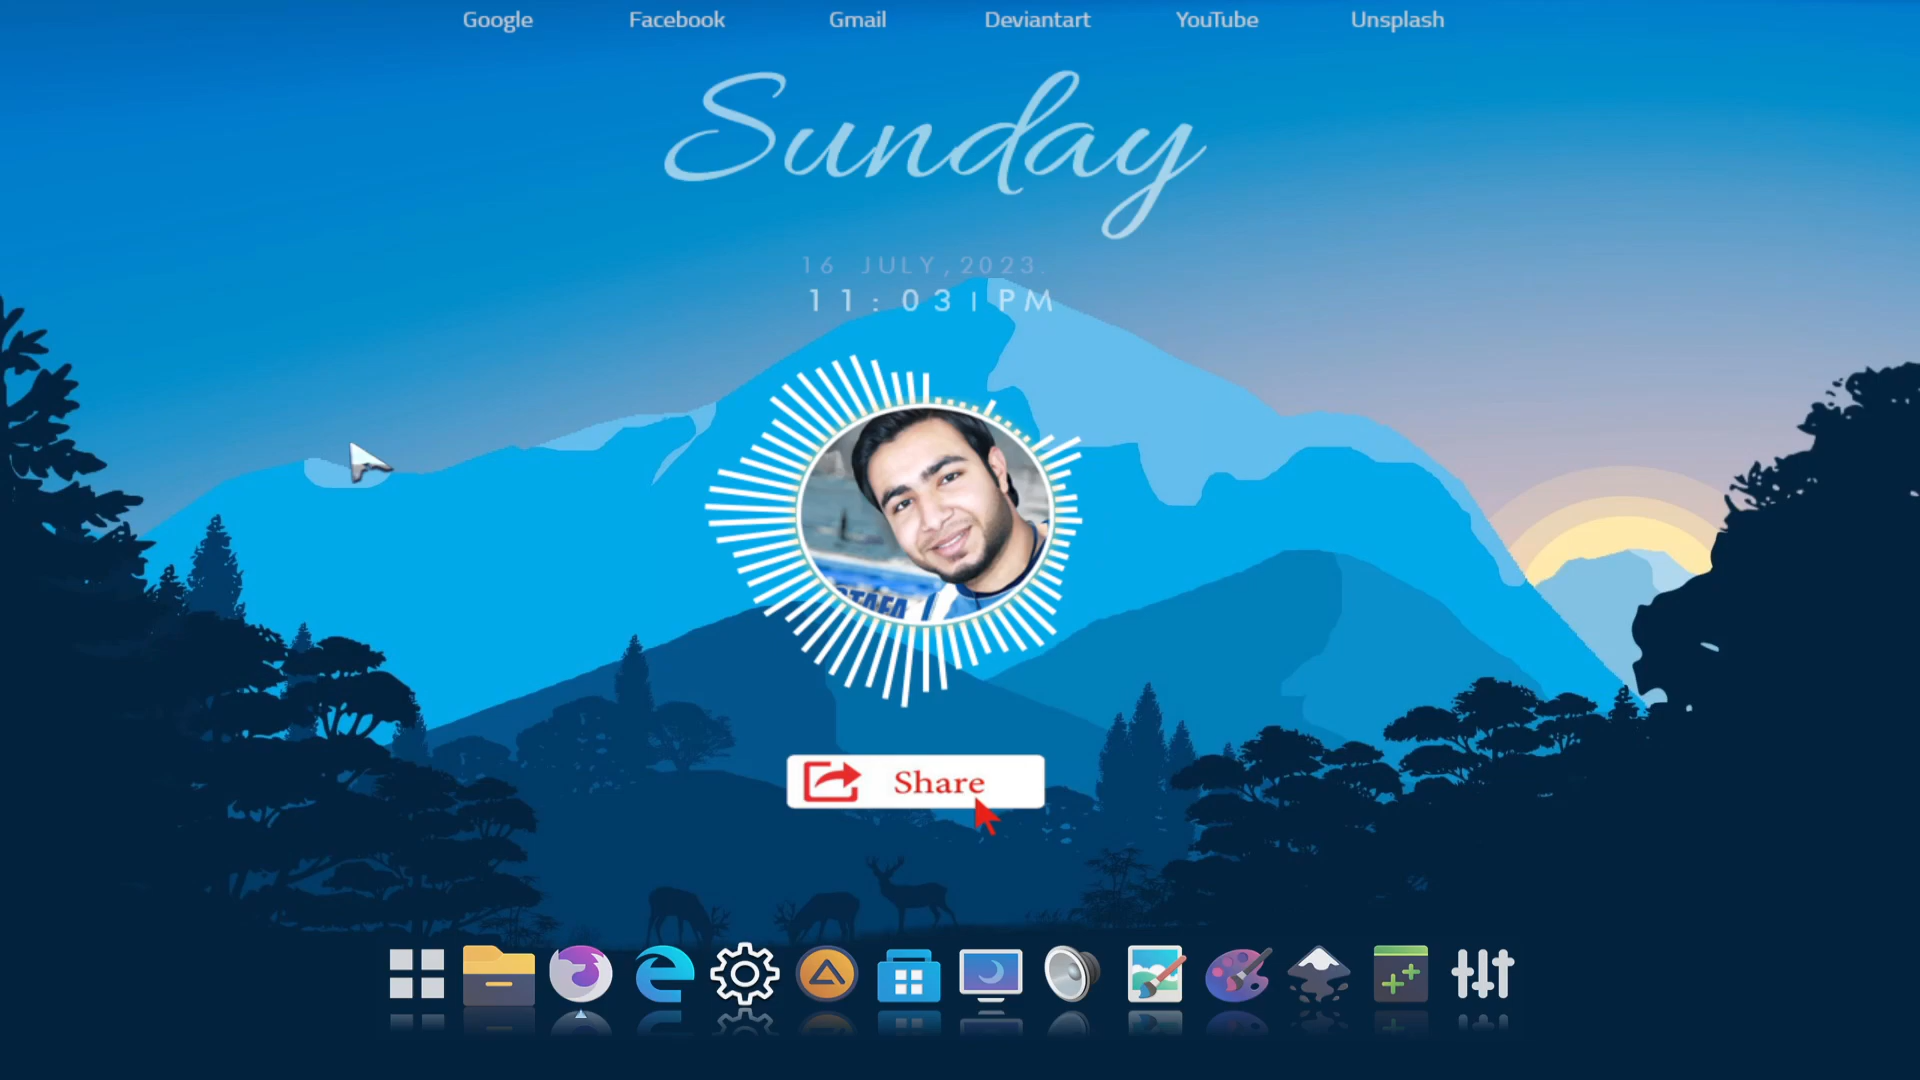 Google Facebook Gmail Deviantart YouTube Unsplash
Sunday
16 JULY,2023.
11:03|PM
Share